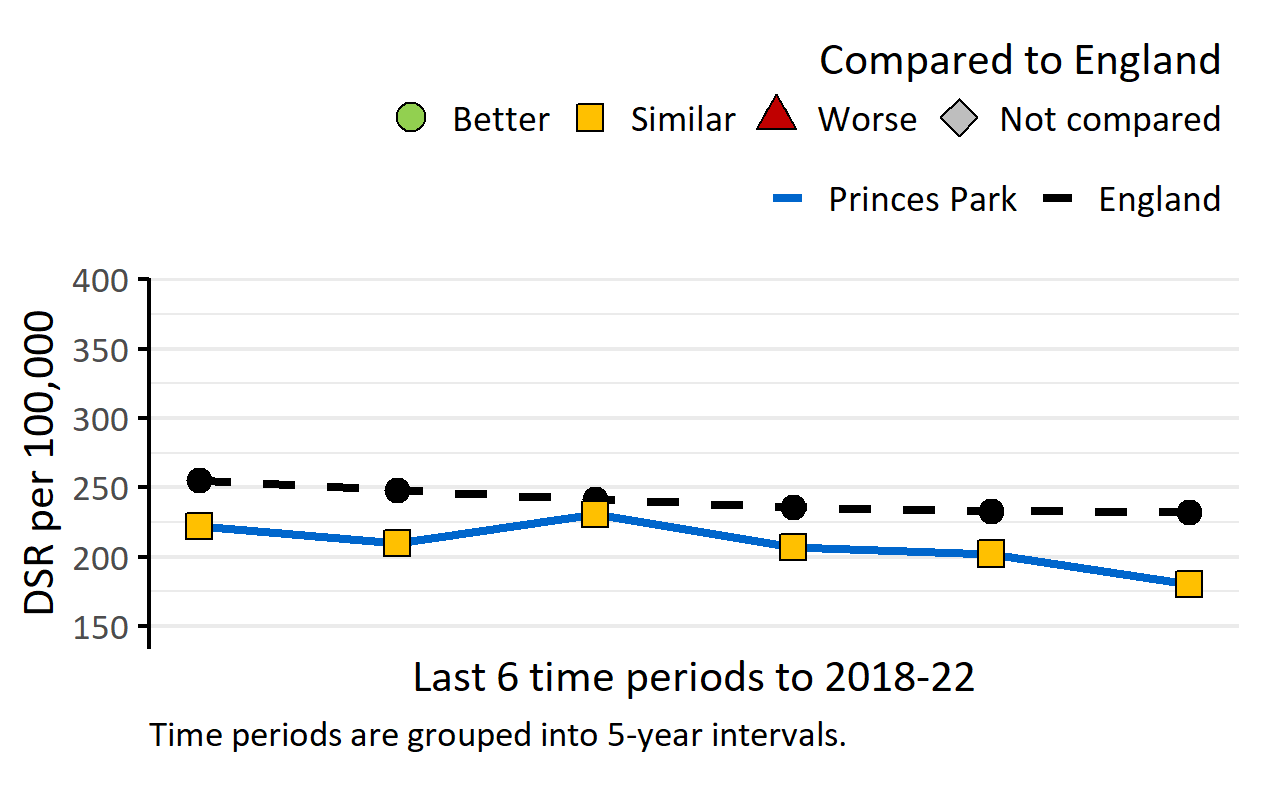 Compared to England
Better Similar Worse Not compared
Princes Park England
400
350
300
250
200
150
DSR per 100,000
Last 6 time periods to 2018-22
Time periods are grouped into 5-year intervals.